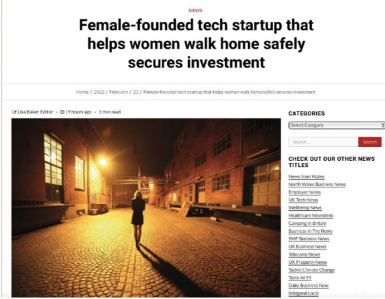 NEWS
Female-founded tech startup that
helps women walk home safely
secures investment
Home / 2022 / February / 21 / Female-founded tech startup that helps women walk home safely secures investment
Lisa Baker, Editor - 19 hours ago - 3 min read
CATEGORIES
Select Category
Search ...
Search
CHECK OUT OUR OTHER NEWS
TITLES
News from Wales
North Wales Business News
Employer News
UK Tech News
Wellbeing News
Healthcare Newsdesk
Camping in Britain
Business In The News
SME Business News
UK Business News
Telecoms News
UK Property News
Tackle Climate Change
Daily Business Now
Bridgend Local